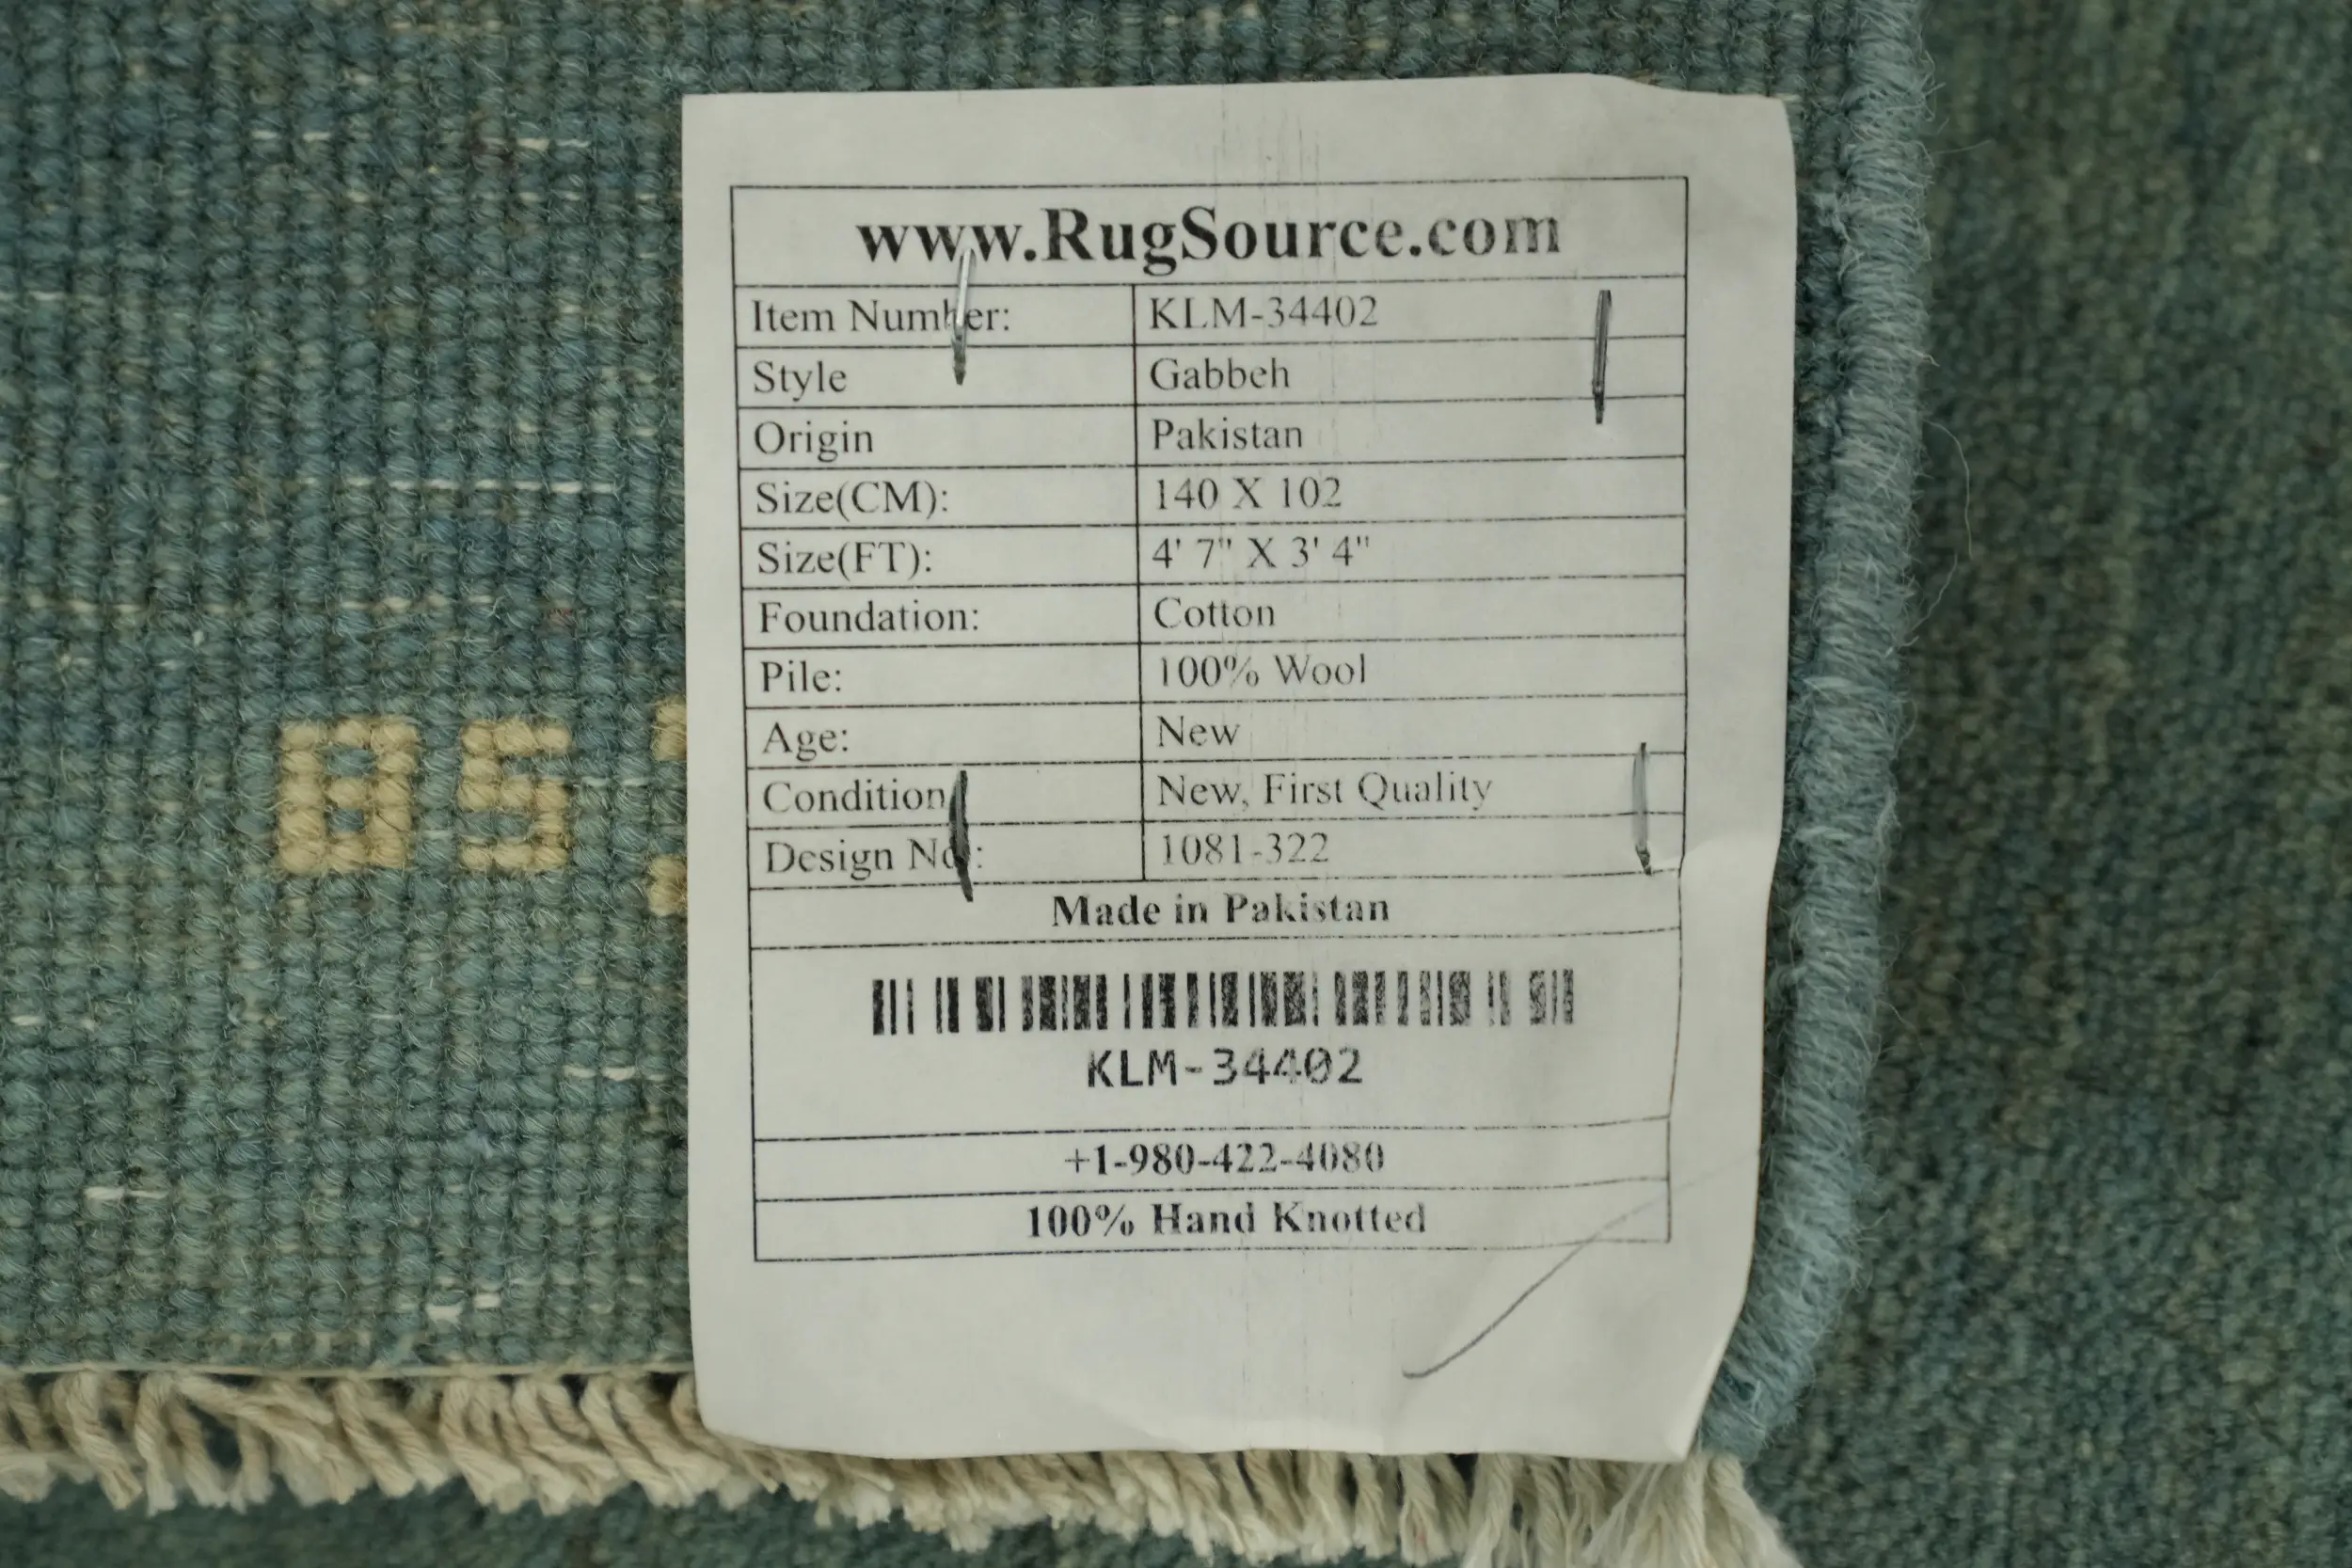 www.RugSource.com
Item Number: KLM-34402
Style Gabbeh
Origin Pakistan
Size(CM): 140 X 102
Size(FT): 4' 7" X 3' 4"
Foundation: Cotton
Pile: 100% Wool
Age: New
Condition New, First Quality
Design No: 1081-322
Made in Pakistan
KLM-34402
+1-980-422-4080
100% Hand Knotted
85